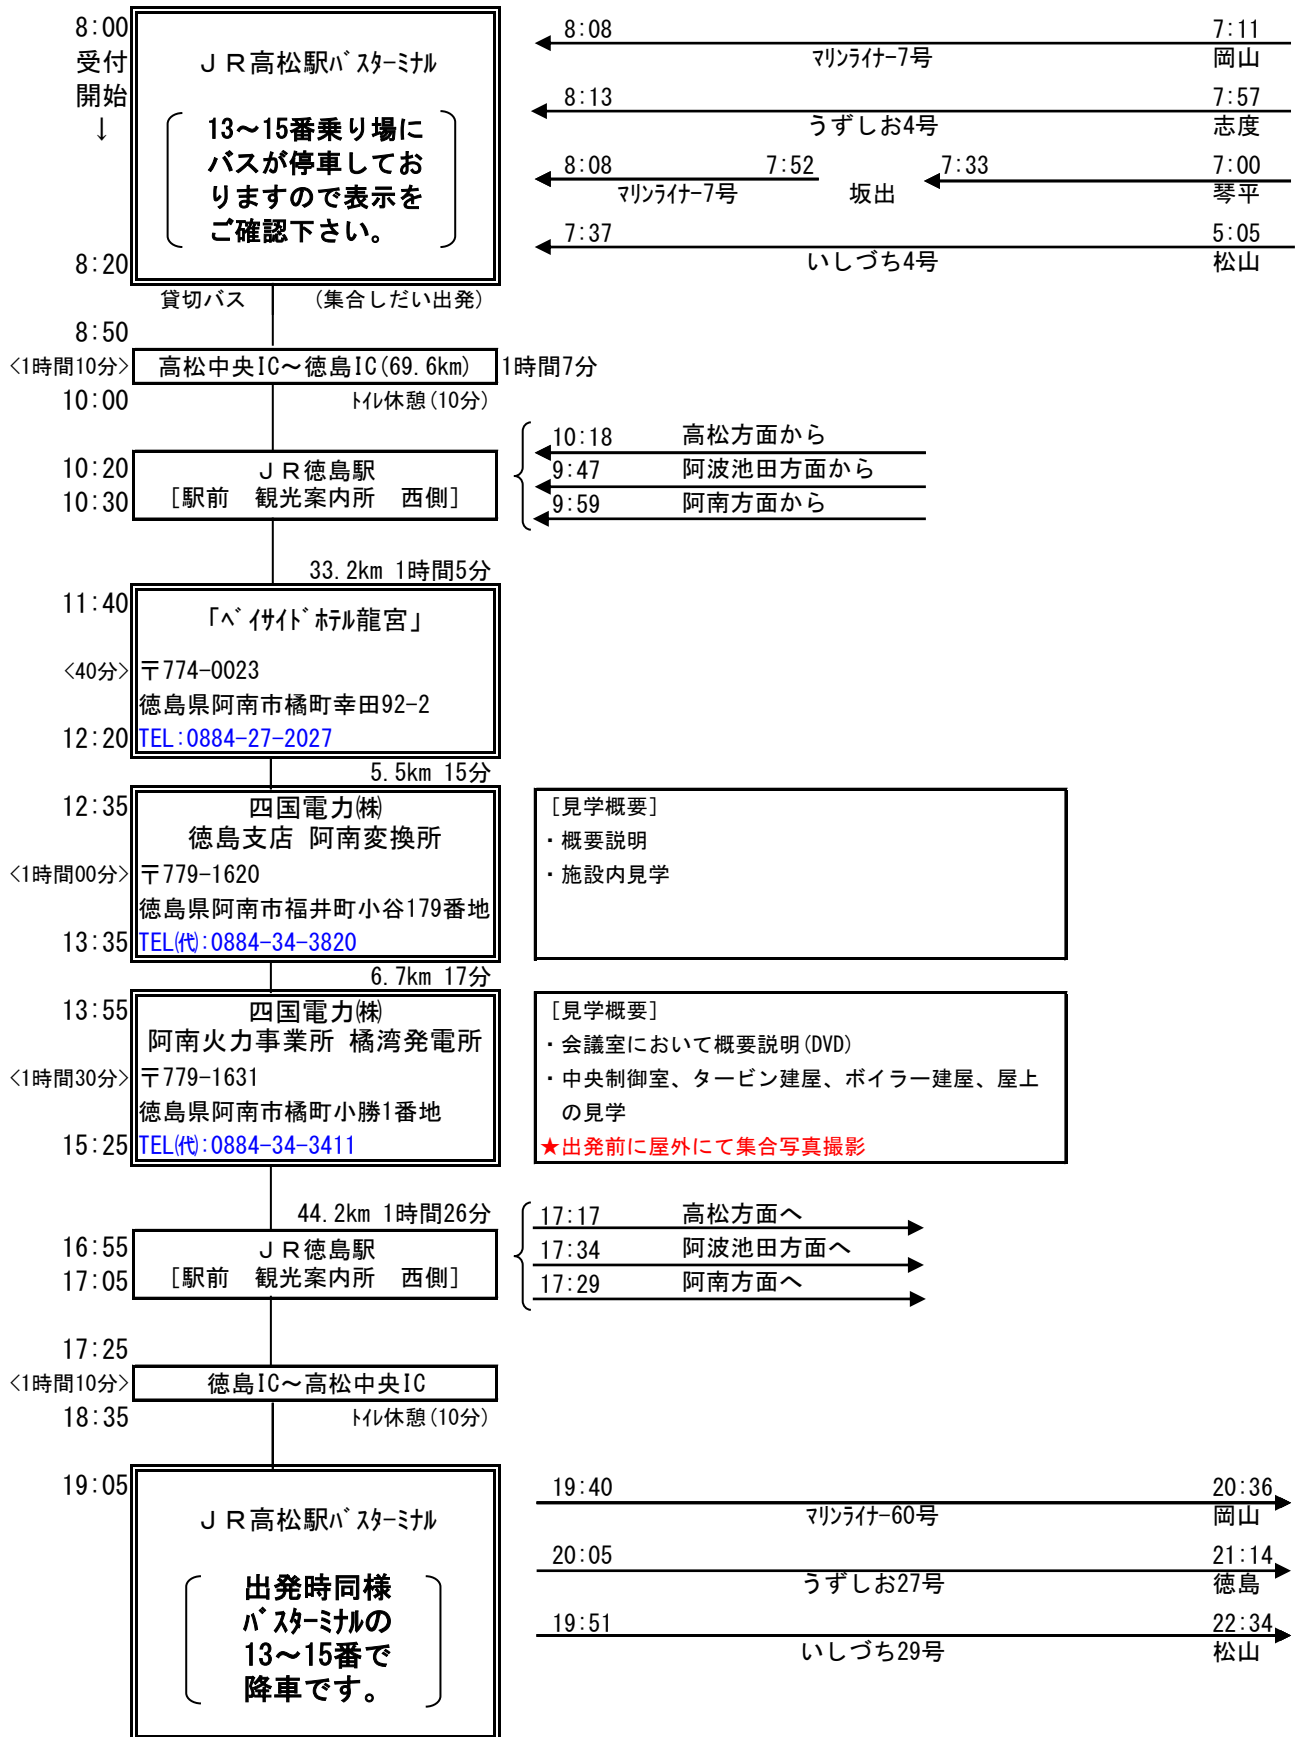 8:00
受付
開始
↓
8:20
ＪＲ高松駅ﾊﾞｽﾀｰﾐﾅﾙ
13～15番乗り場に
バスが停車してお
りますので表示を
ご確認下さい。
8:08 7:11
ﾏﾘﾝﾗｲﾅｰ7号 岡山
8:13 7:57
うずしお4号 志度
8:08 7:52 7:33 7:00
ﾏﾘﾝﾗｲﾅｰ7号 坂出 琴平
7:37 5:05
いしづち4号 松山
貸切バス (集合しだい出発)
8:50
<1時間10分> 高松中央IC～徳島IC(69.6km) 1時間7分
10:00 ﾄｲﾚ休憩(10分)
10:20 ＪＲ徳島駅
10:30 [駅前 観光案内所 西側]
10:18 高松方面から
9:47 阿波池田方面から
9:59 阿南方面から
33.2km 1時間5分
11:40 「ﾍﾞｲｻｲﾄﾞﾎﾃﾙ龍宮」
<40分> 〒774-0023
徳島県阿南市橘町幸田92-2
12:20 TEL:0884-27-2027
5.5km 15分
12:35 四国電力㈱
徳島支店 阿南変換所
<1時間00分> 〒779-1620
徳島県阿南市福井町小谷179番地
13:35 TEL㈹:0884-34-3820
[見学概要]
・概要説明
・施設内見学
6.7km 17分
13:55 四国電力㈱
阿南火力事業所 橘湾発電所
<1時間30分> 〒779-1631
徳島県阿南市橘町小勝1番地
15:25 TEL㈹:0884-34-3411
[見学概要]
・会議室において概要説明(DVD)
・中央制御室、タービン建屋、ボイラー建屋、屋上
の見学
★出発前に屋外にて集合写真撮影
44.2km 1時間26分
16:55 ＪＲ徳島駅
17:05 [駅前 観光案内所 西側]
17:17 高松方面へ
17:34 阿波池田方面へ
17:29 阿南方面へ
17:25
<1時間10分> 徳島IC～高松中央IC
18:35 ﾄｲﾚ休憩(10分)
19:05
ＪＲ高松駅ﾊﾞｽﾀｰﾐﾅﾙ
出発時同様
ﾊﾞｽﾀｰﾐﾅﾙの
13～15番で
降車です。
19:40 20:36
ﾏﾘﾝﾗｲﾅｰ60号 岡山
20:05 21:14
うずしお27号 徳島
19:51 22:34
いしづち29号 松山